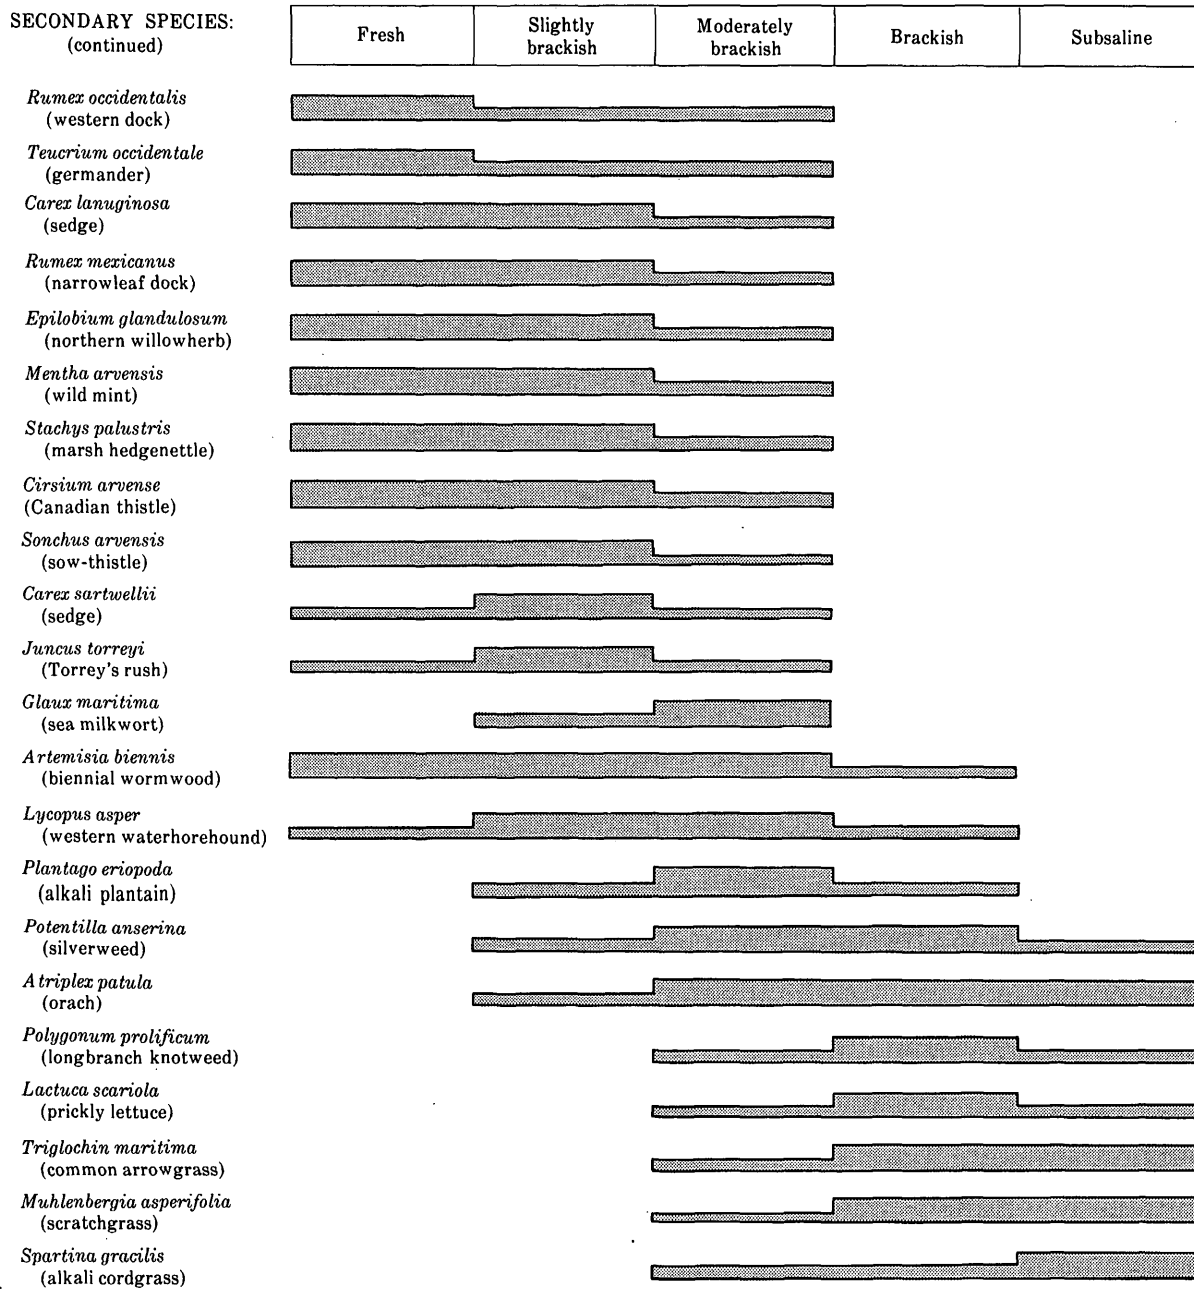 SECONDARY SPECIES:
(continued)
Fresh
Slightly
brackish
Moderately
brackish
Brackish
Subsaline
Rumex occidentalis
(western dock)
Teucrium occidentale
(germander)
Carex lanuginosa
(sedge)
Rumex mexicanus
(narrowleaf dock)
Epilobium glandulosum
(northern willowherb)
Mentha arvensis
(wild mint)
Stachys palustris
(marsh hedgenettle)
Cirsium arvense
(Canadian thistle)
Sonchus arvensis
(sow-thistle)
Carex sartwellii
(sedge)
Juncus torreyi
(Torrey's rush)
Glaux maritima
(sea milkwort)
Artemisia biennis
(biennial wormwood)
Lycopus asper
(western waterhorehound)
Plantago eriopoda
(alkali plantain)
Potentilla anserina
(silverweed)
Atriplex patula
(orach)
Polygonum prolificum
(longbranch knotweed)
Lactuca scariola
(prickly lettuce)
Triglochin maritima
(common arrowgrass)
Muhlenbergia asperifolia
(scratchgrass)
Spartina gracilis
(alkali cordgrass)